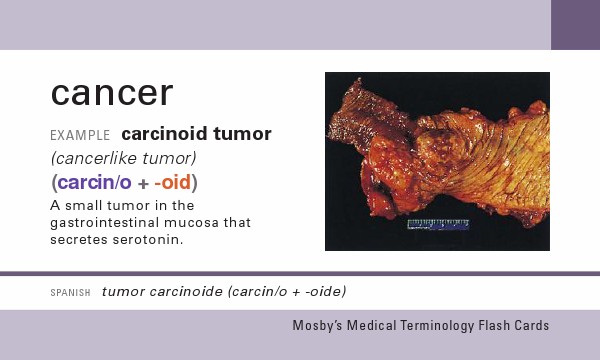 cancer
EXAMPLE carcinoid tumor
(cancerlike tumor)
(carcin/o + -oid)
A small tumor in the
gastrointestinal mucosa that
secretes serotonin.
SPANISH tumor carcinoide (carcin/o + -oide)
Mosby's Medical Terminology Flash Cards